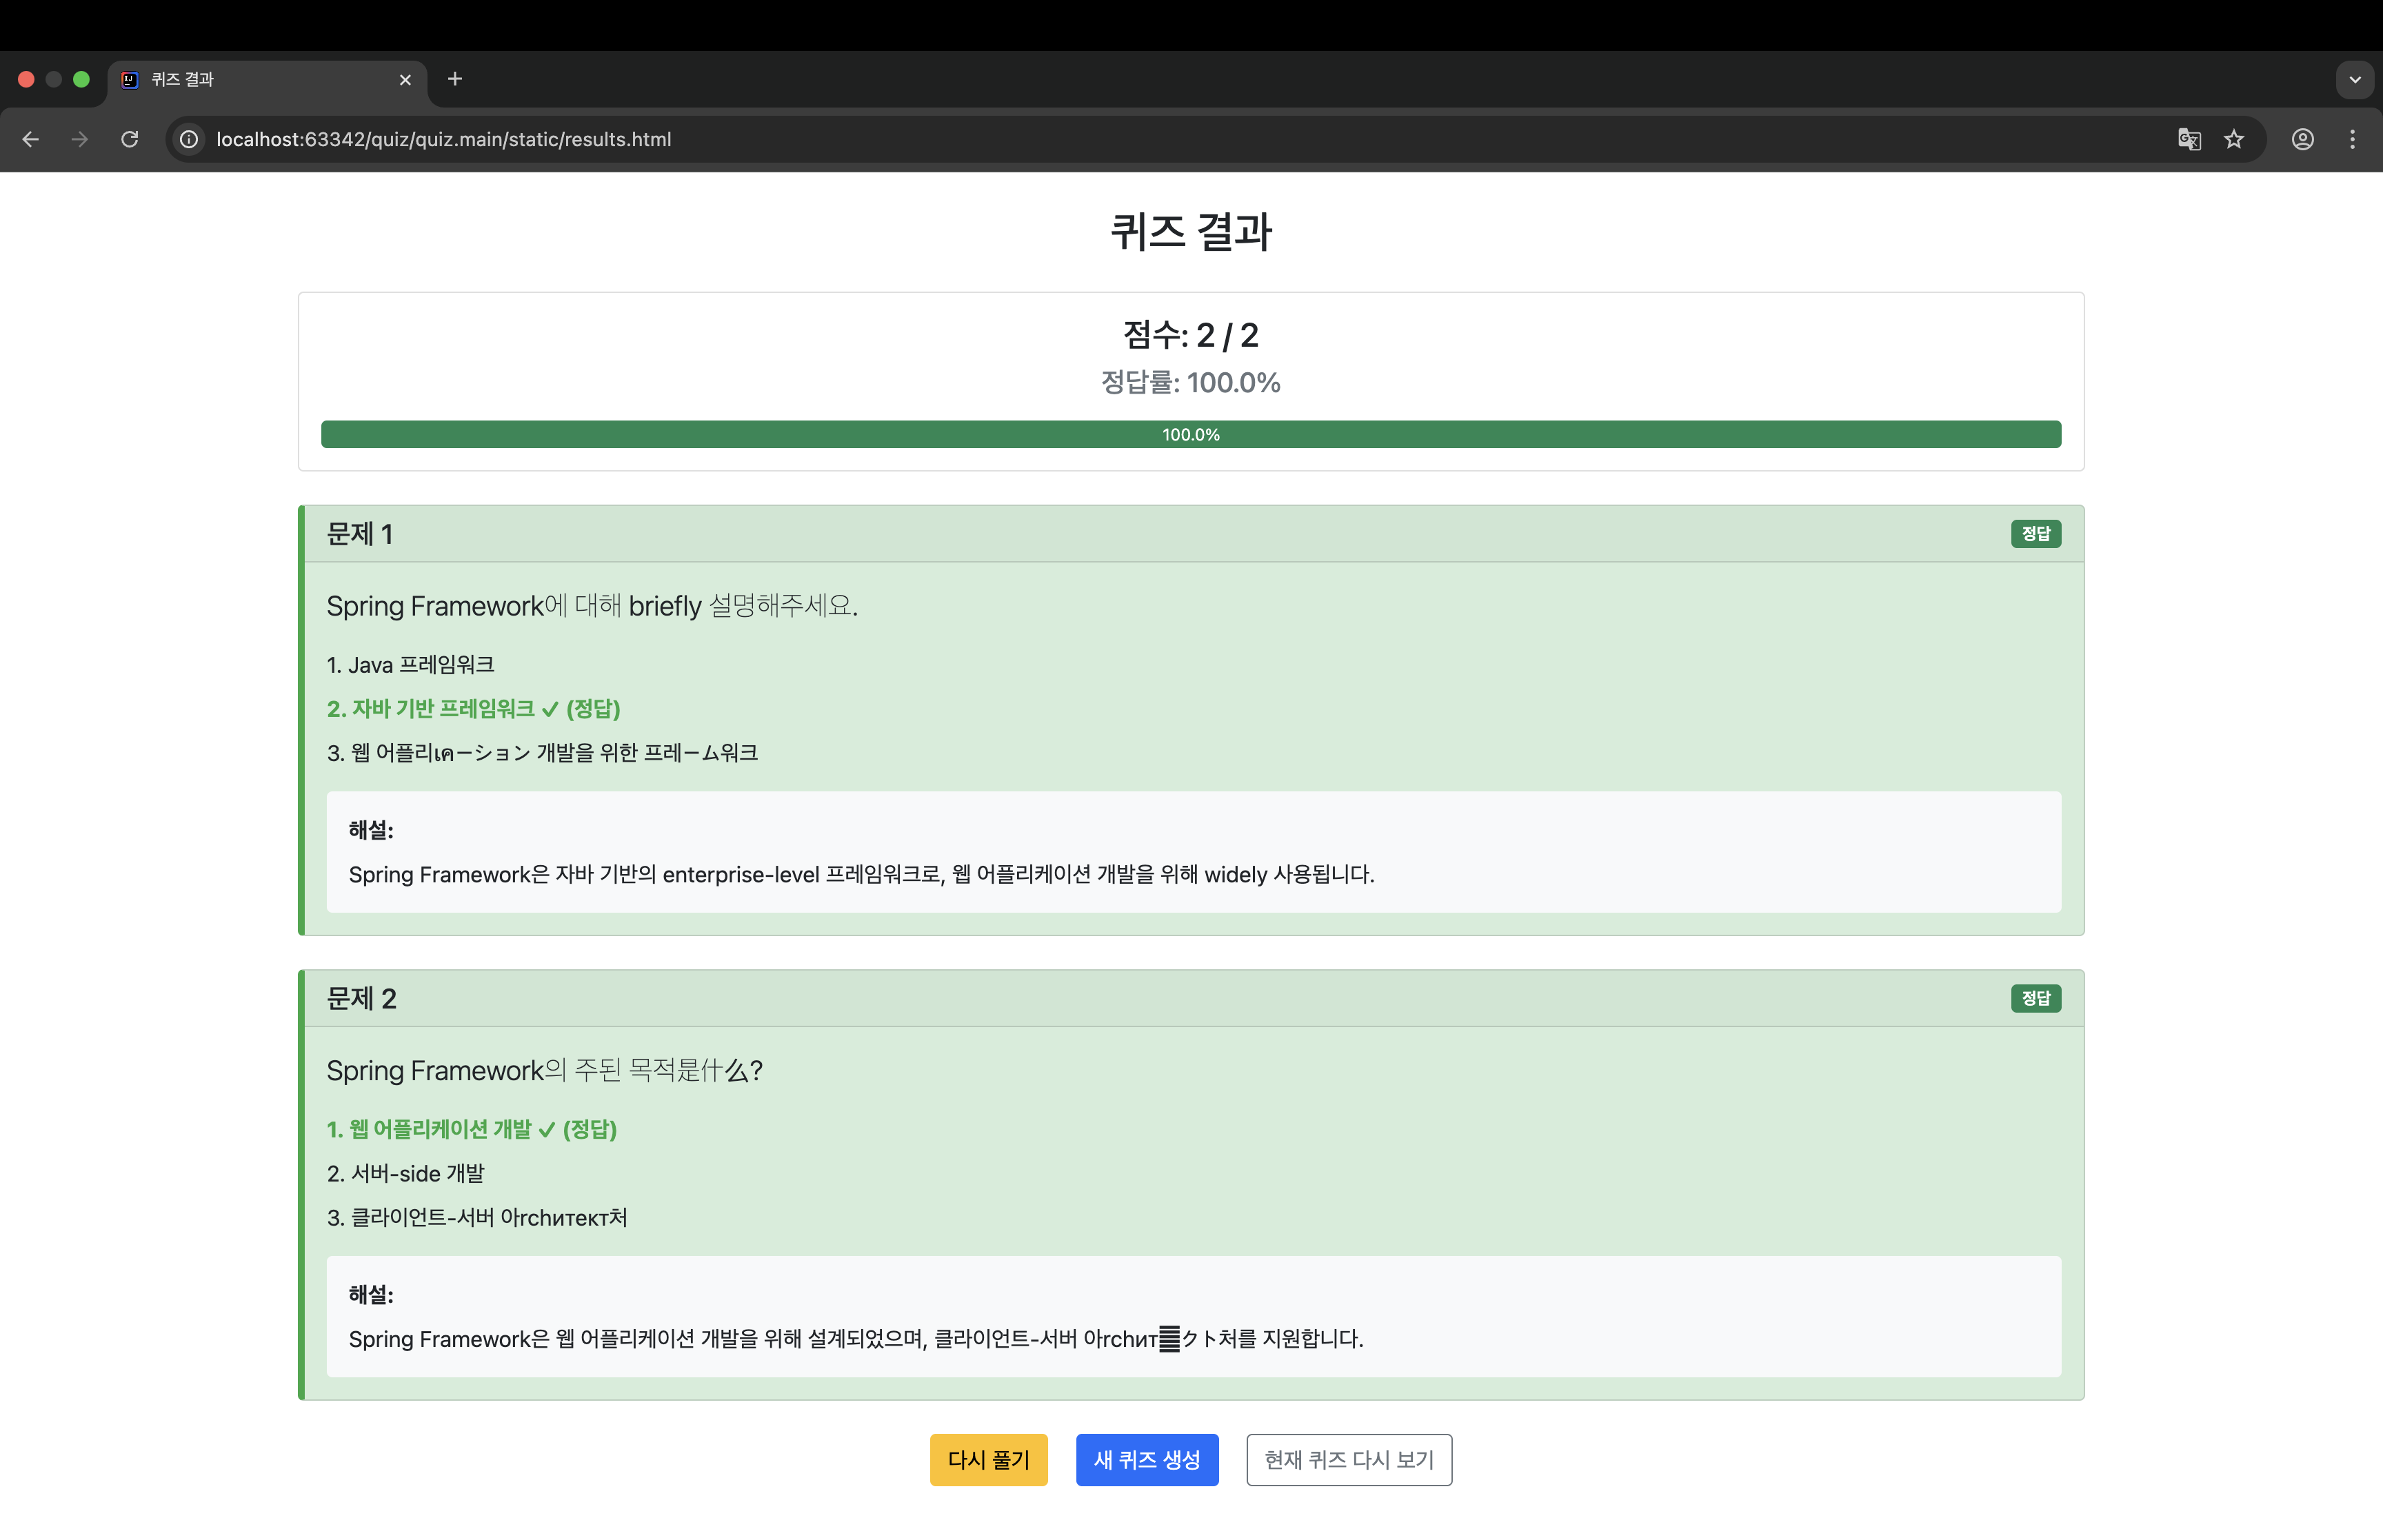 퀴즈 결과
localhost:63342/quiz/quiz.main/static/results.html
퀴즈 결과
점수: 2 / 2
정답률: 100.0%
100.0%
문제 1
정답
Spring Framework에 대해 briefly 설명해주세요.
1. Java 프레임워크
2. 자바 기반 프레임워크 ✓ (정답)
3. 웹 어플리เคーション 개발을 위한 프레ーム워크
해설:
Spring Framework은 자바 기반의 enterprise-level 프레임워크로, 웹 어플리케이션 개발을 위해 widely 사용됩니다.
문제 2
정답
Spring Framework의 주된 목적是什么?
1. 웹 어플리케이션 개발 ✓ (정답)
2. 서버-side 개발
3. 클라이언트-서버 아rchитект처
해설:
Spring Framework은 웹 어플리케이션 개발을 위해 설계되었으며, 클라이언트-서버 아rchитクト처를 지원합니다.
다시 풀기
새 퀴즈 생성
현재 퀴즈 다시 보기